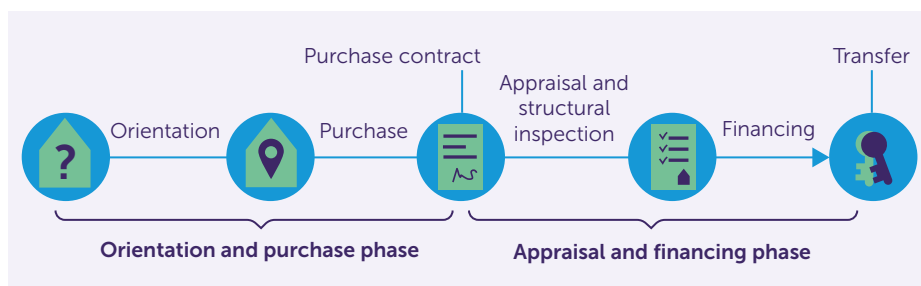 Purchase contract
Transfer
Appraisal and
structural
inspection
Orientation
Purchase
Financing
?
Orientation and purchase phase
Appraisal and financing phase